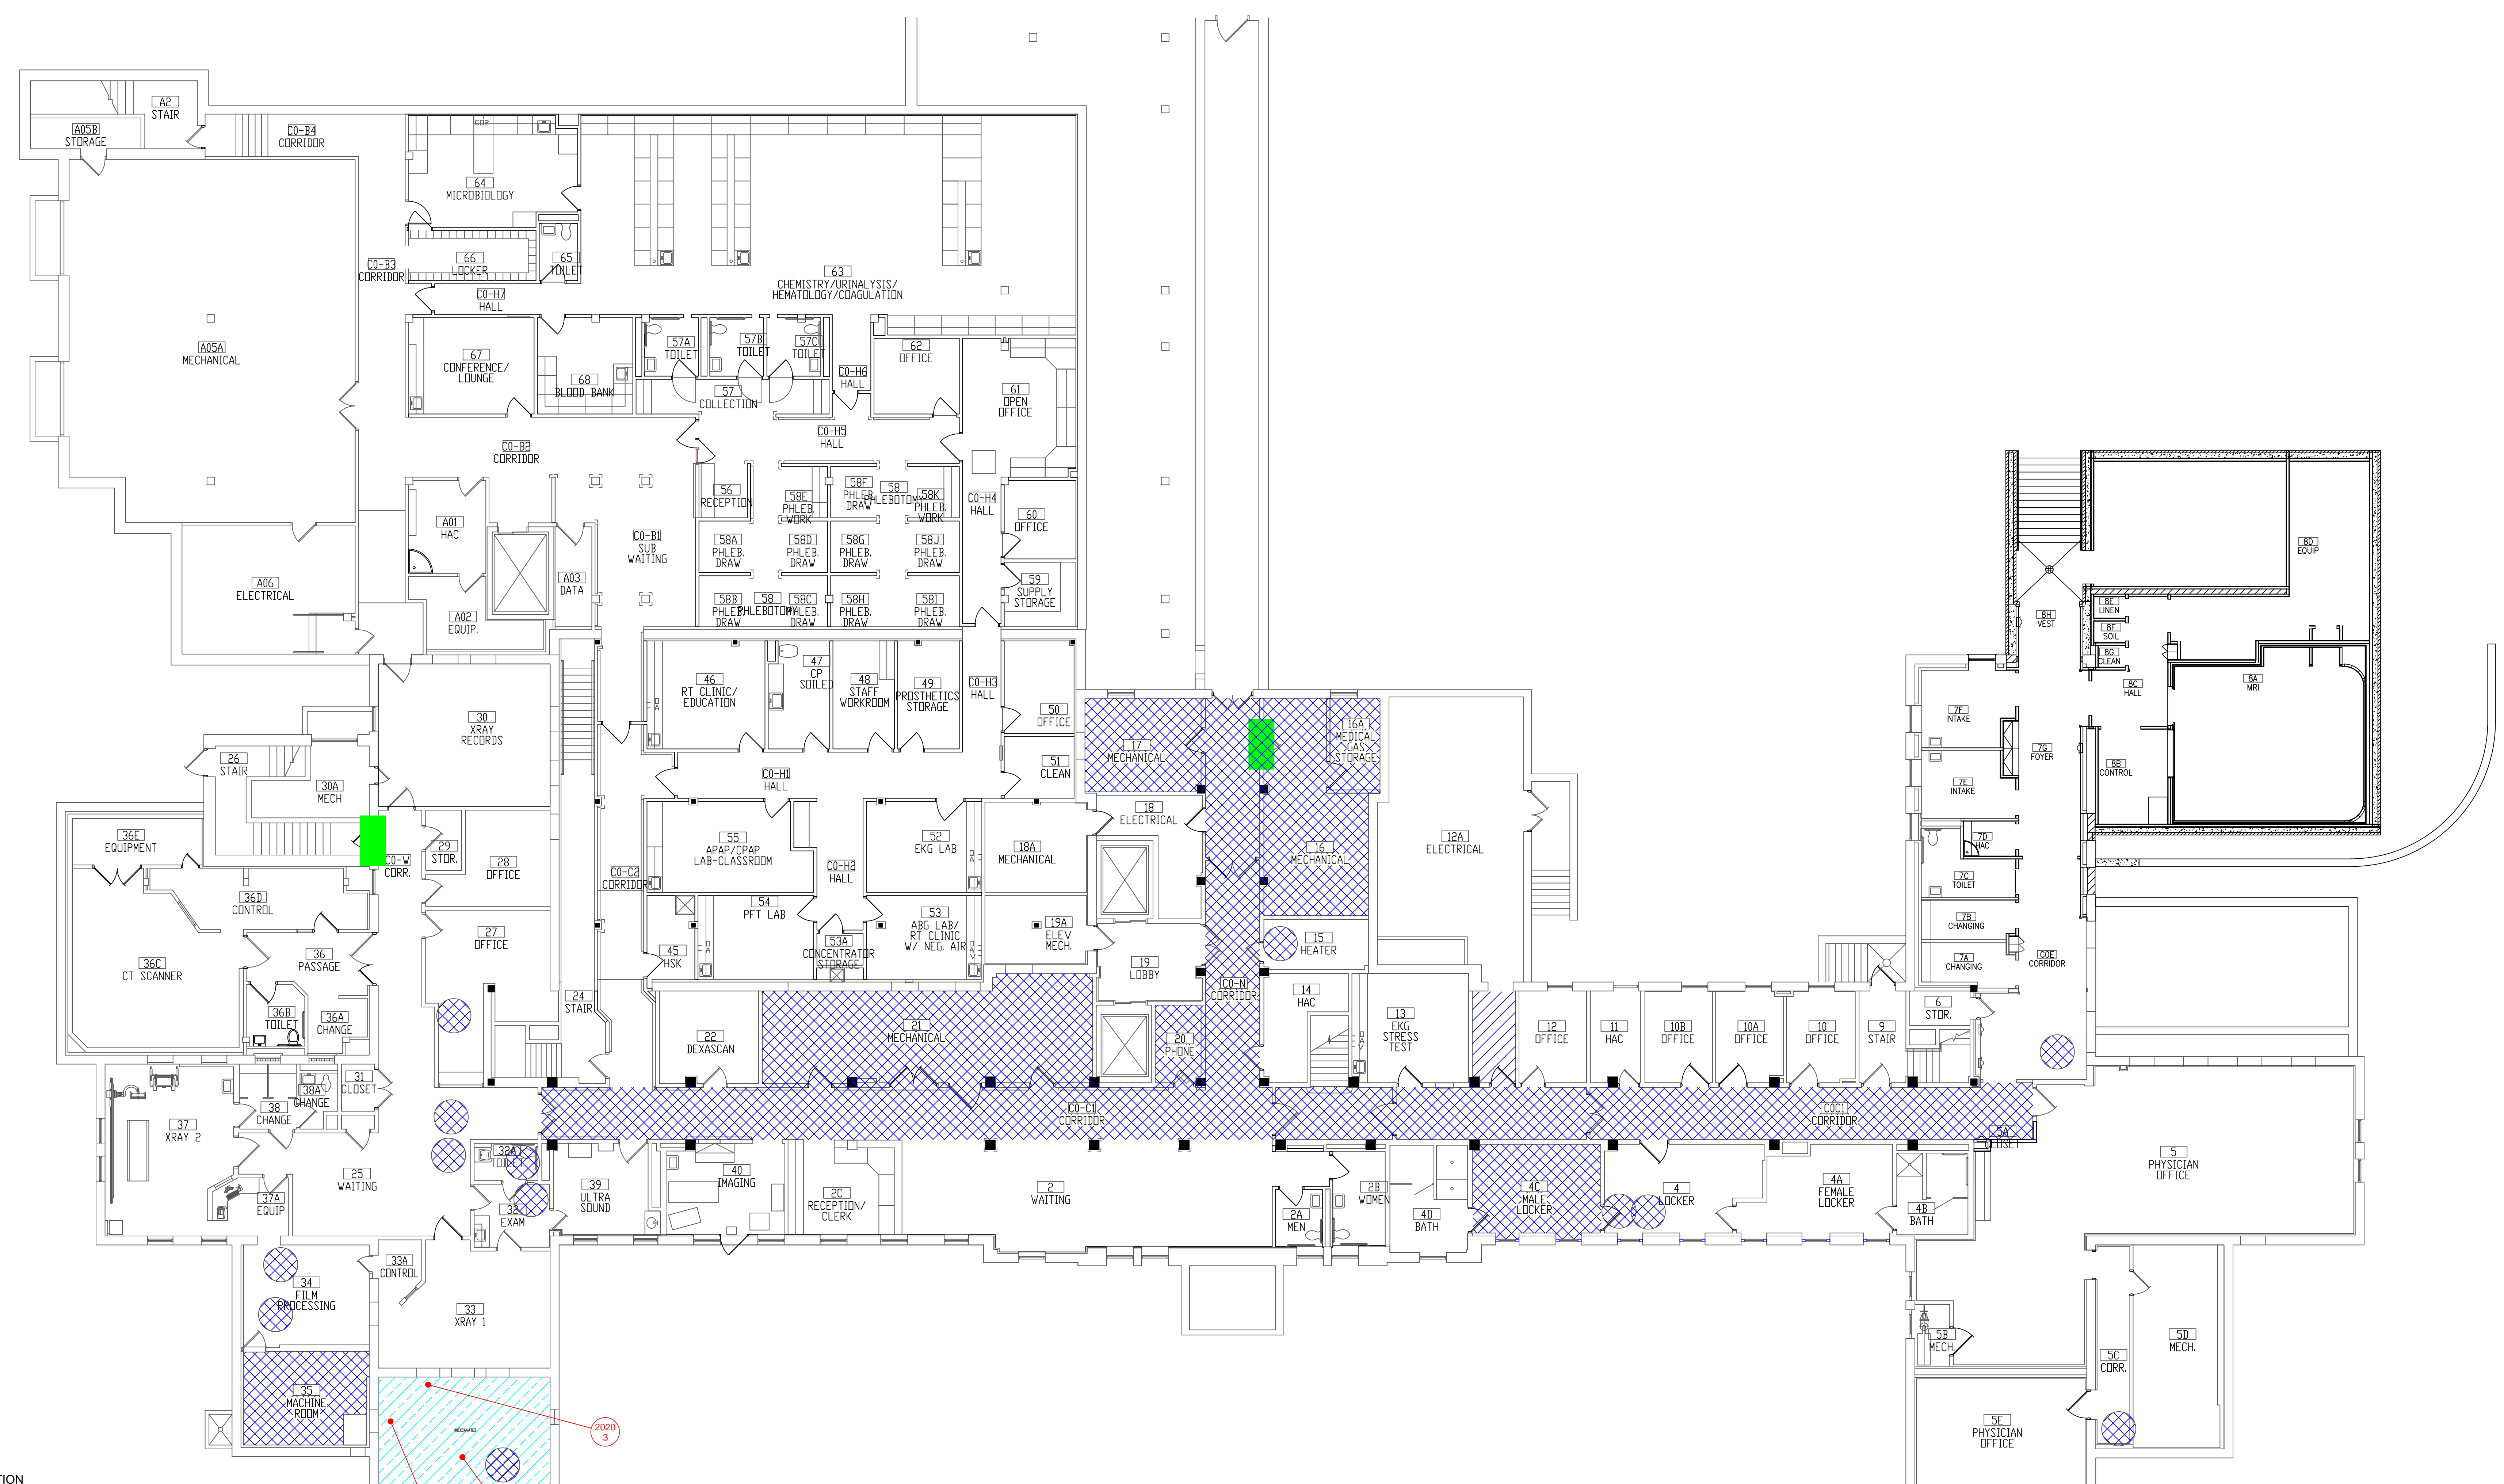 A2
STAIR
A05B
STORAGE
C0-B4
CORRIDOR
CO2
64
MICROBIOLOGY
66
LOCKER
65
TOILET
C0-B3
CORRIDOR
C0-H7
HALL
63
CHEMISTRY/URINALYSIS/
HEMATOLOGY/COAGULATION
A05A
MECHANICAL
67
CONFERENCE/
LOUNGE
68
BLOOD BANK
57A
TOILET
57B
TOILET
57C
TOILET
57
COLLECTION
C0-H6
HALL
62
OFFICE
61
OPEN
OFFICE
C0-B2
CORRIDOR
C0-H5
HALL
56
RECEPTION
58E
PHLEB.
WORK
58F
PHLEB.
DRAW
58
PHLEBOTOMY
58K
PHLEB.
WORK
C0-H4
HALL
60
OFFICE
A01
HAC
C0-B1
SUB
WAITING
58A
PHLEB.
DRAW
58D
PHLEB.
DRAW
58G
PHLEB.
DRAW
58J
PHLEB.
DRAW
A06
ELECTRICAL
A02
EQUIP.
A03
DATA
58B
PHLEB.
DRAW
58
PHLEBOTOMY
58C
PHLEB.
DRAW
58H
PHLEB.
DRAW
58I
PHLEB.
DRAW
59
SUPPLY
STORAGE
8D
EQUIP
8E
LINEN
8F
SOIL
8G
CLEAN
8H
VEST
8C
HALL
8A
MRI
8B
CONTROL
7F
INTAKE
7G
FOYER
7E
INTAKE
7D
HAC
7C
TOILET
7B
CHANGING
7A
CHANGING
C0E
CORRIDOR
30
XRAY
RECORDS
46
RT CLINIC/
EDUCATION
47
CP
SOILED
48
STAFF
WORKROOM
49
PROSTHETICS
STORAGE
C0-H3
HALL
50
OFFICE
17
MECHANICAL
16A
MEDICAL
GAS
STORAGE
26
STAIR
30A
MECH
C0-H1
HALL
51
CLEAN
18
ELECTRICAL
36E
EQUIPMENT
C0-W
CORR.
29
STOR.
28
OFFICE
C0-C2
CORRIDOR
55
APAP/CPAP
LAB-CLASSROOM
C0-H2
HALL
52
EKG LAB
18A
MECHANICAL
16
MECHANICAL
12A
ELECTRICAL
36D
CONTROL
27
OFFICE
54
PFT LAB
53
ABG LAB/
RT CLINIC
W/ NEG. AIR
19A
ELEV
MECH.
15
HEATER
36C
CT SCANNER
36
PASSAGE
45
HSK
53A
CONCENTRATOR
STORAGE
19
LOBBY
C0-N
CORRIDOR
14
HAC
36B
TOILET
36A
CHANGE
24
STAIR
22
DEXASCAN
21
MECHANICAL
20
PHONE
13
EKG
STRESS
TEST
12
OFFICE
11
HAC
10B
OFFICE
10A
OFFICE
10
OFFICE
9
STAIR
6
STOR.
37
XRAY 2
38
CHANGE
38A
CHANGE
31
CLOSET
C0-C1
CORRIDOR
C0C1
CORRIDOR
5A
CLOSET
5
PHYSICIAN
OFFICE
37A
EQUIP
25
WAITING
32A
TOILET
32
EXAM
39
ULTRA
SOUND
40
IMAGING
2C
RECEPTION/
CLERK
2
WAITING
2A
MEN
2B
WOMEN
4D
BATH
4C
MALE
LOCKER
4
LOCKER
4A
FEMALE
LOCKER
4B
BATH
34
FILM
PROCESSING
33A
CONTROL
33
XRAY 1
5B
MECH.
5C
CORR.
5D
MECH.
35
MACHINE
ROOM
2020
3
5E
PHYSICIAN
OFFICE